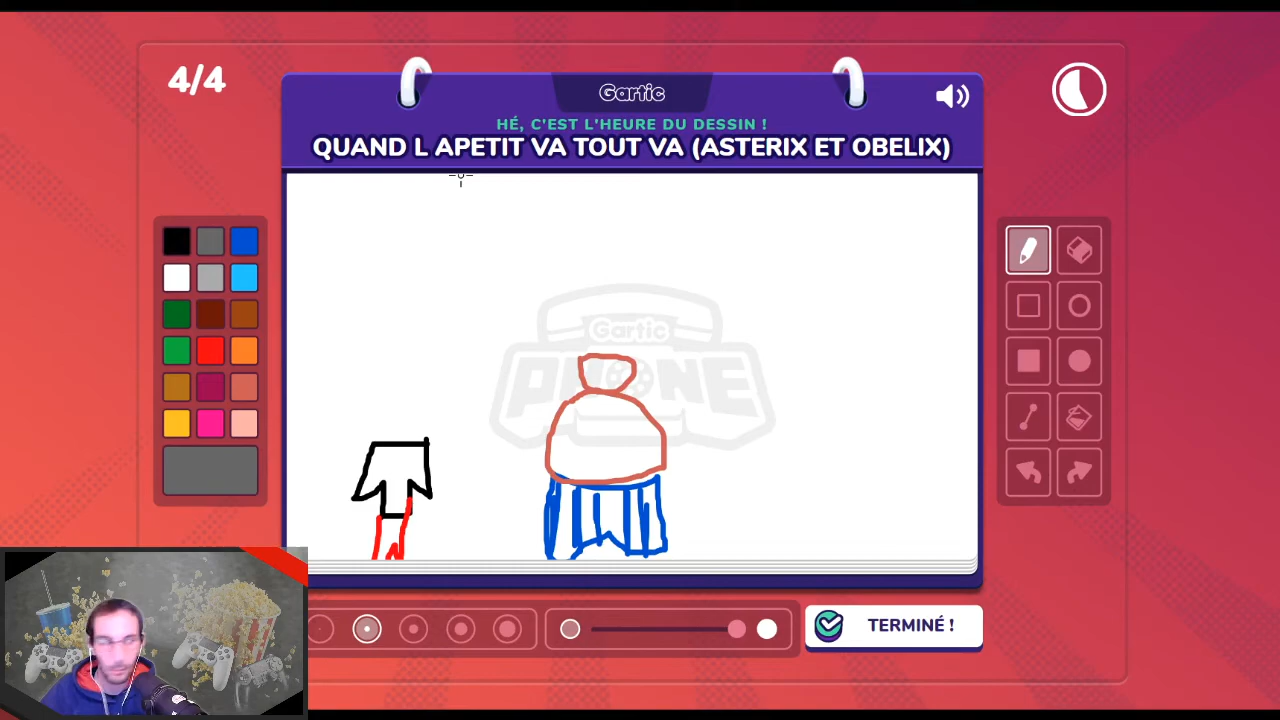 4/4
Gartic
HÉ, C'EST L'HEURE DU DESSIN !
QUAND L APETIT VA TOUT VA (ASTERIX ET OBELIX)
Gartic
PHONE
TERMINÉ !